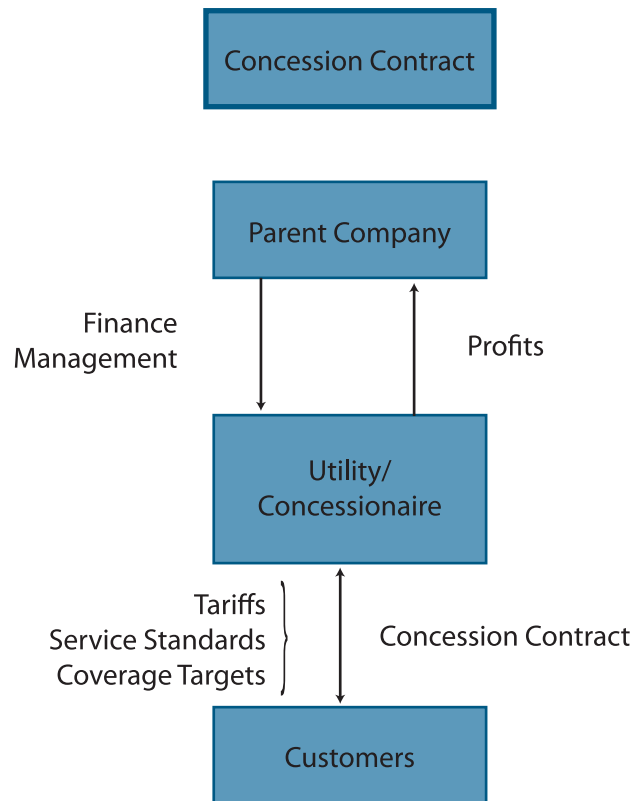 Concession Contract
Parent Company
Finance
Management
Profits
Utility/
Concessionaire
Tariffs
Service Standards
Coverage Targets
Concession Contract
Customers